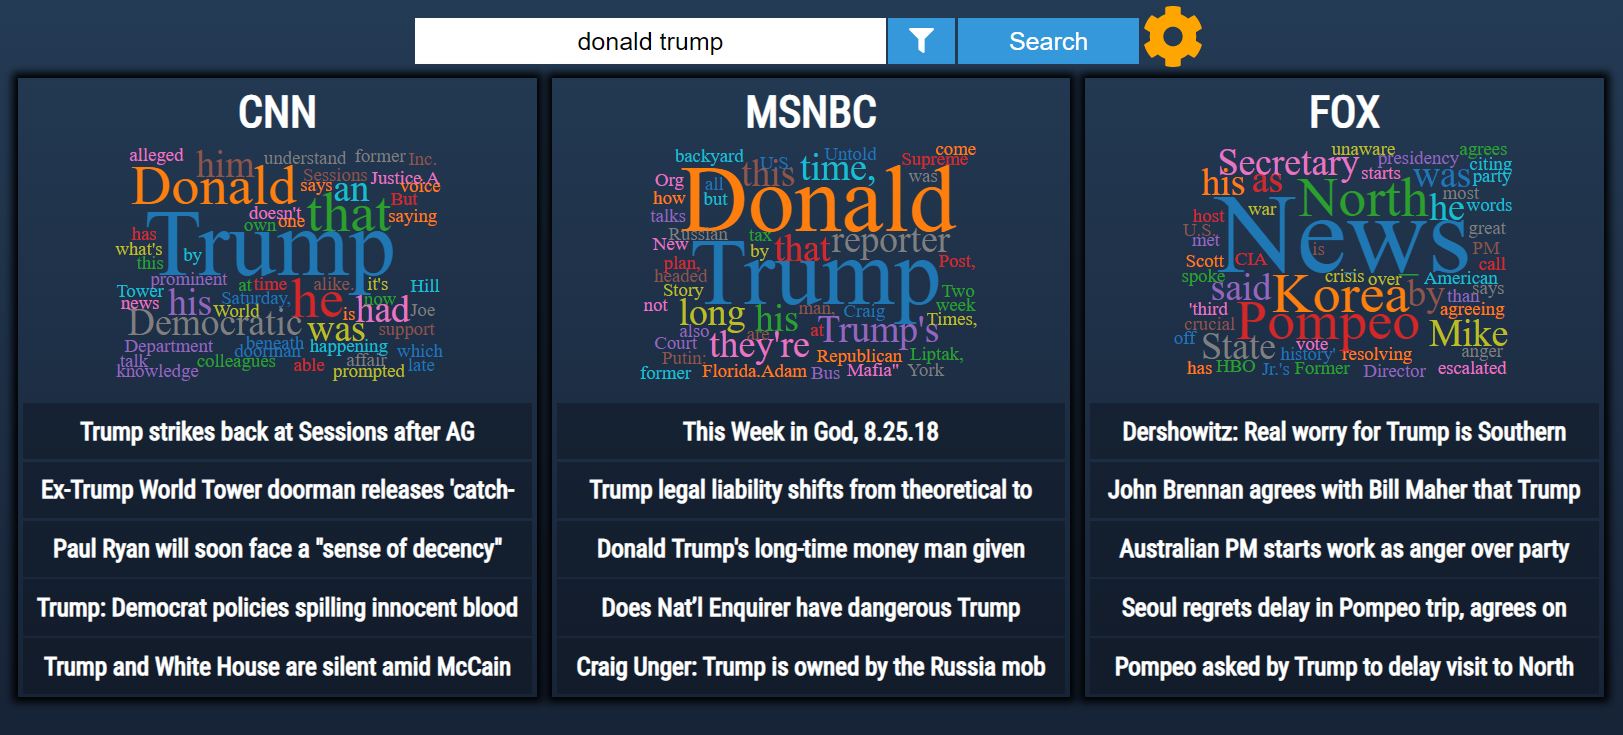 donald trump
Search
CNN
alleged him understand former Inc.
Sessions Justice.A
Donald says an voice
But
doesn't that saying
own one
has
what's Trump
this by
prominent at time alike. it's Hill
Tower
news his Saturday, he now
World is had Joe
Democratic was support
Department beneath happening which
doorman
talk colleagues affair
knowledge able prompted late
Trump strikes back at Sessions after AG
Ex-Trump World Tower doorman releases 'catch-
Paul Ryan will soon face a "sense of decency"
Trump: Democrat policies spilling innocent blood
Trump and White House are silent amid McCain
MSNBC
backyard U.S. time, Untold come
Supreme
Org all this was
how but Donald
talks
Russian tax reporter
New by that
plan, Trump Post,
headed
Story Two
not long his man, Craig week
Times,
also are at Trump's
Court they're
Putin; Republican Liptak,
former Florida.Adam Bus Mafia" York
This Week in God, 8.25.18
Trump legal liability shifts from theoretical to
Donald Trump's long-time money man given
Does Nat’l Enquirer have dangerous Trump
Craig Unger: Trump is owned by the Russia mob
FOX
unaware agrees
Secretary presidency citing
his as starts was party
most
war North he words
host
U.S. News great
met is PM
Scott CIA call
spoke crisis over American
said Korea by than says
'third agreeing
crucial Pompeo
off vote Mike
State history' resolving anger
has HBO Jr.'s Former Director escalated
Dershowitz: Real worry for Trump is Southern
John Brennan agrees with Bill Maher that Trump
Australian PM starts work as anger over party
Seoul regrets delay in Pompeo trip, agrees on
Pompeo asked by Trump to delay visit to North